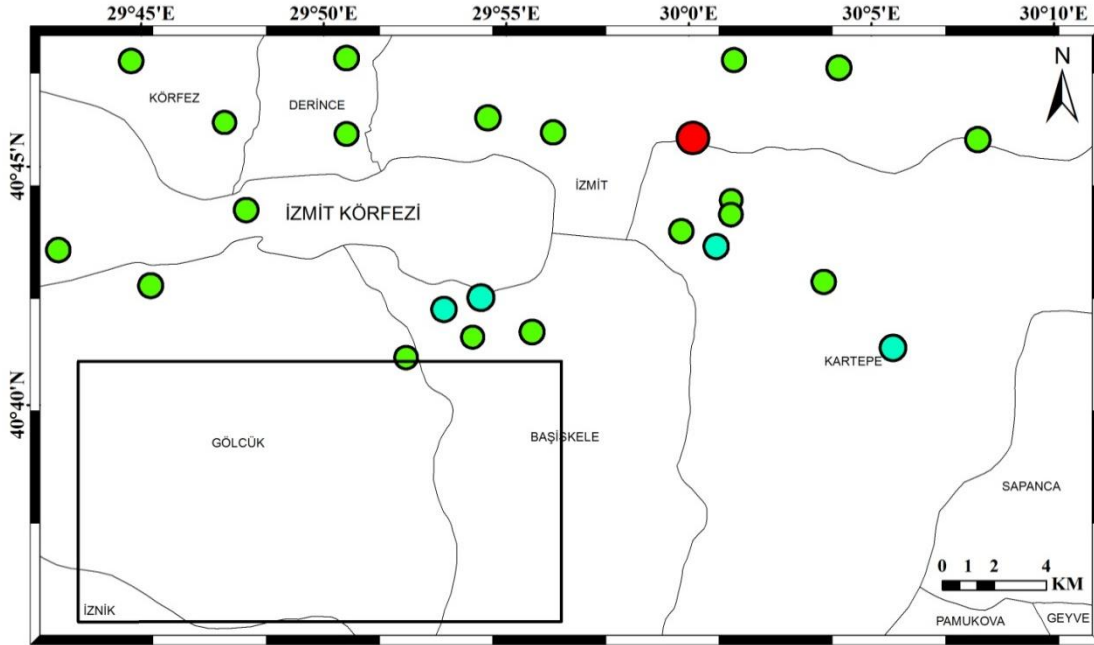 29°45'E 29°50'E 29°55'E 30°0'E 30°5'E 30°10'E
N
KÖRFEZ
DERİNCE
40°45'N
İZMİT
İZMİT KÖRFEZİ
KARTEPE
40°40'N
GÖLCÜK
BAŞİSKELE
SAPANCA
0 1 2 4
KM
İZNİK
PAMUKOVA
GEYVE